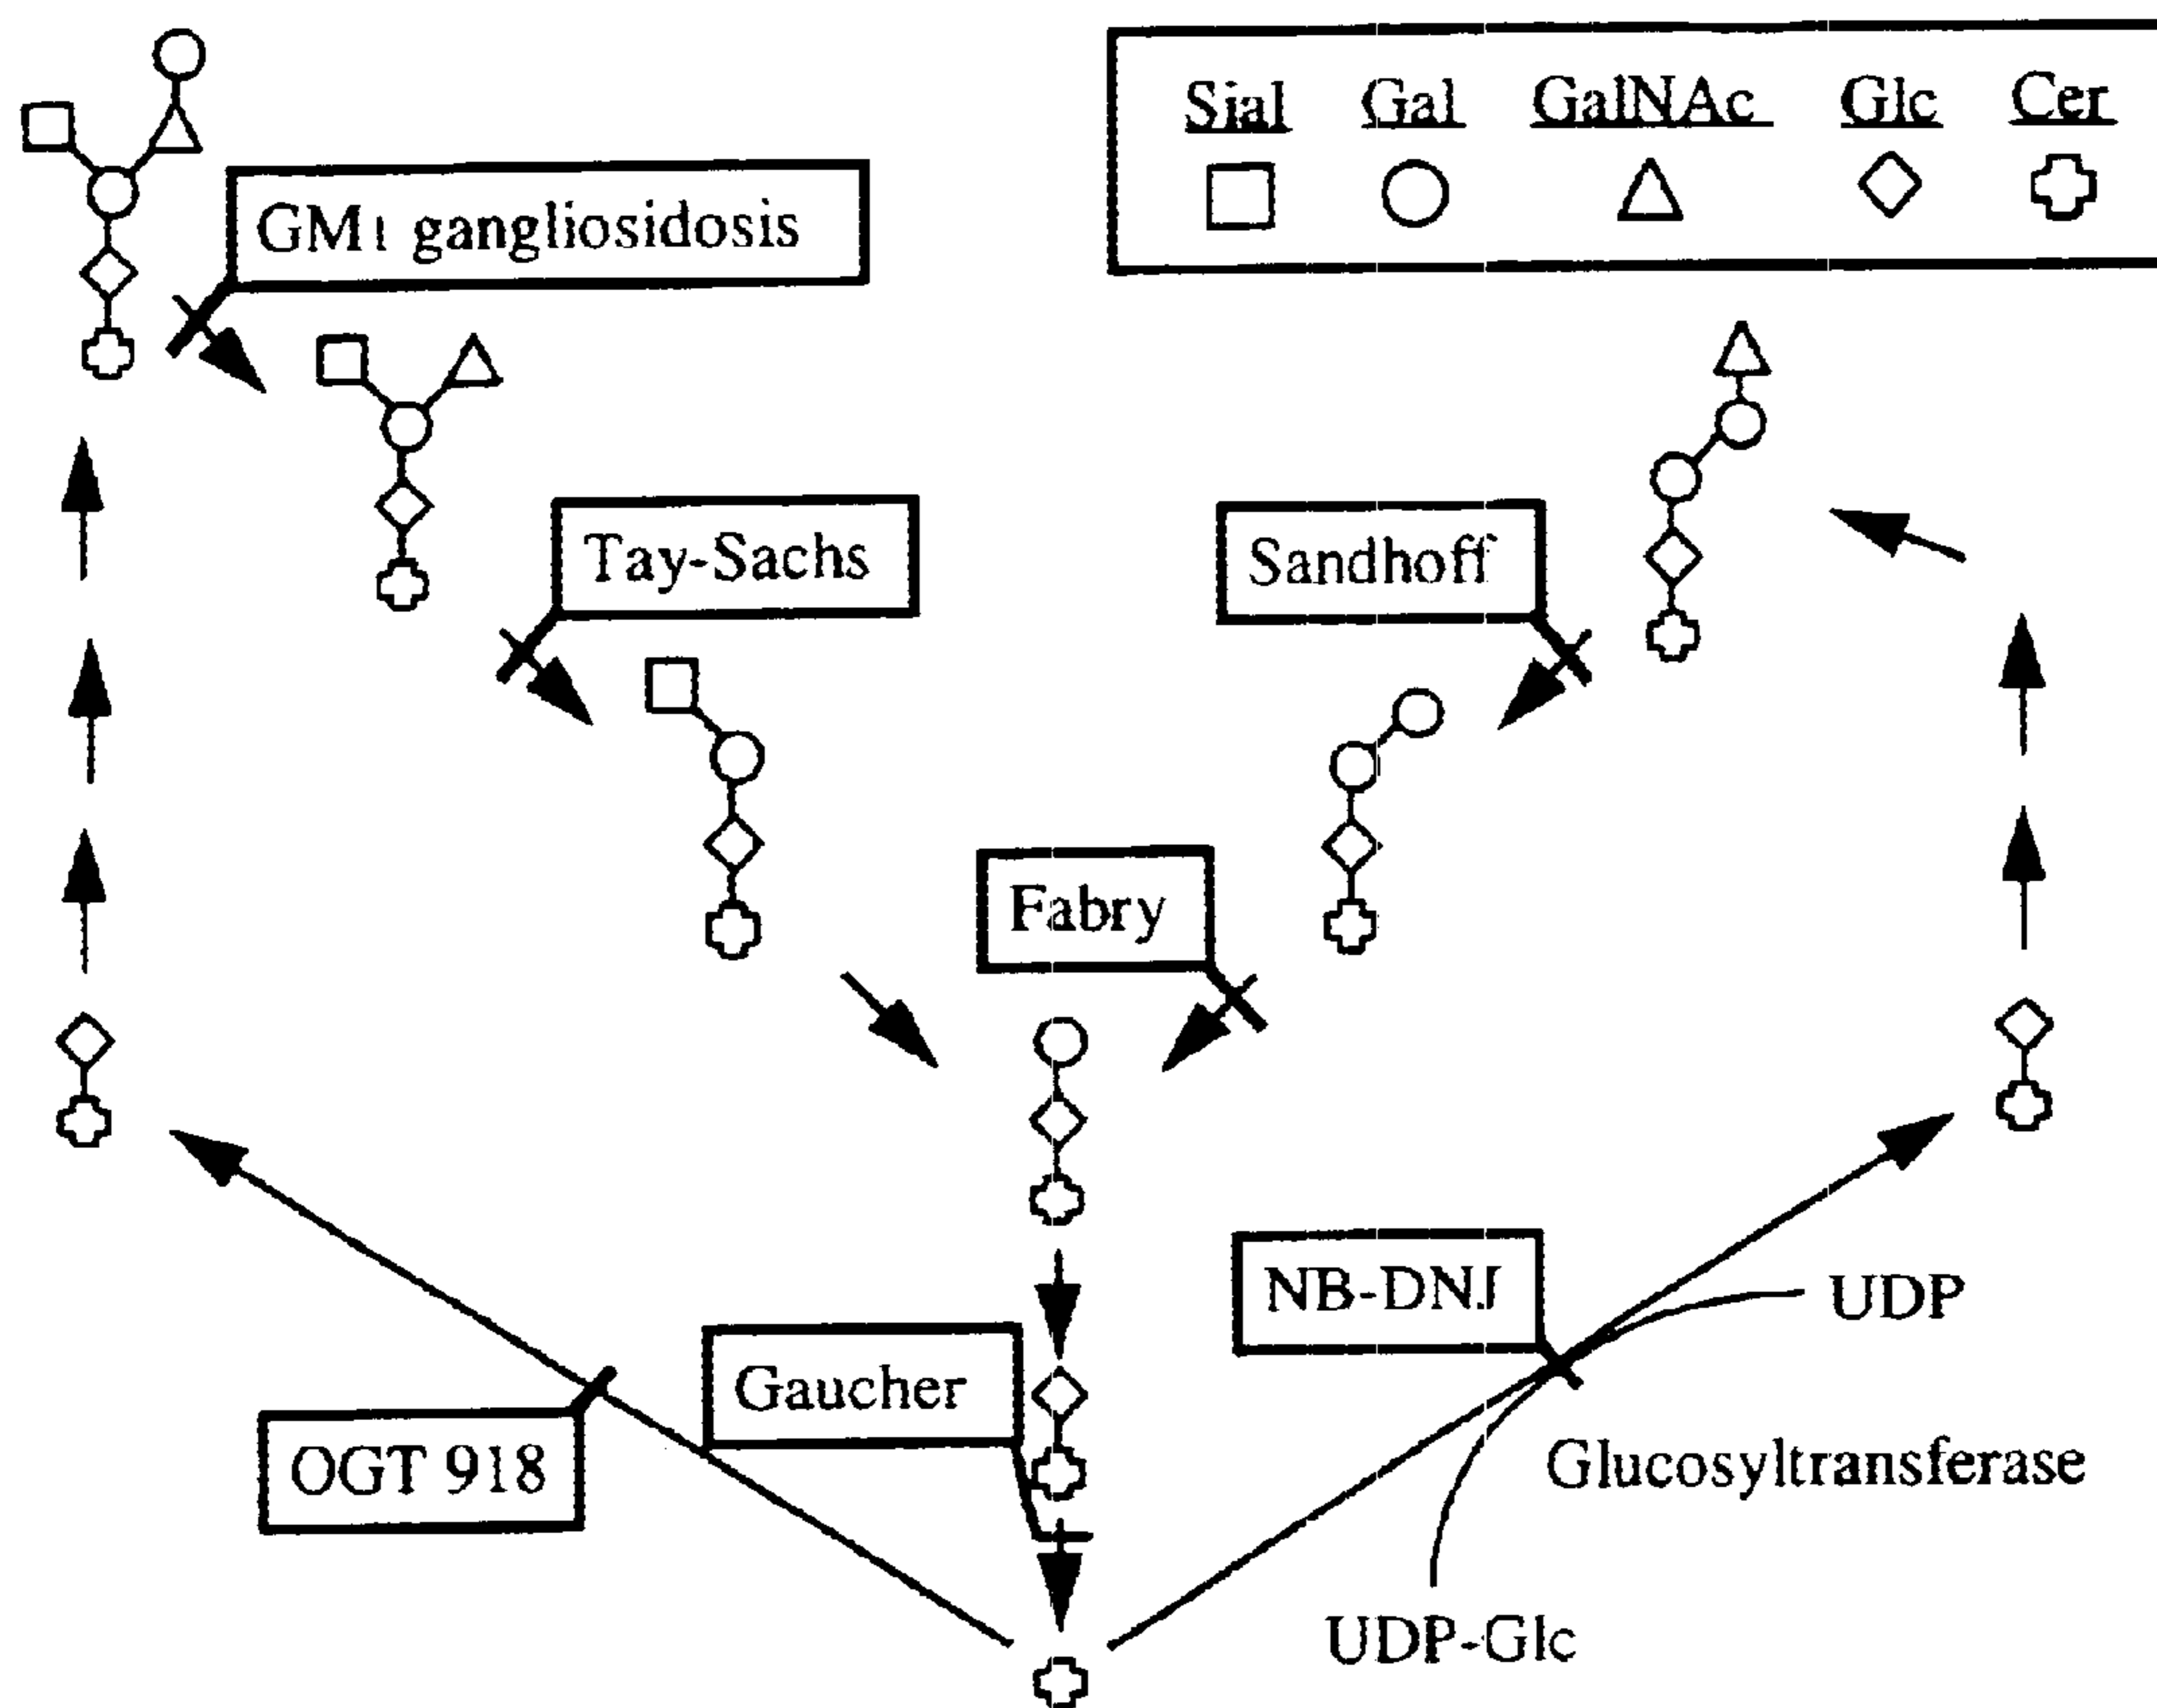 Sial Gal GalNAc Glc Cer
GM1 gangliosidosis
Tay-Sachs
Sandhoff
Fabry
NB-DNJ
UDP
Gaucher
OGT 918
Glucosyltransferase
UDP-Glc